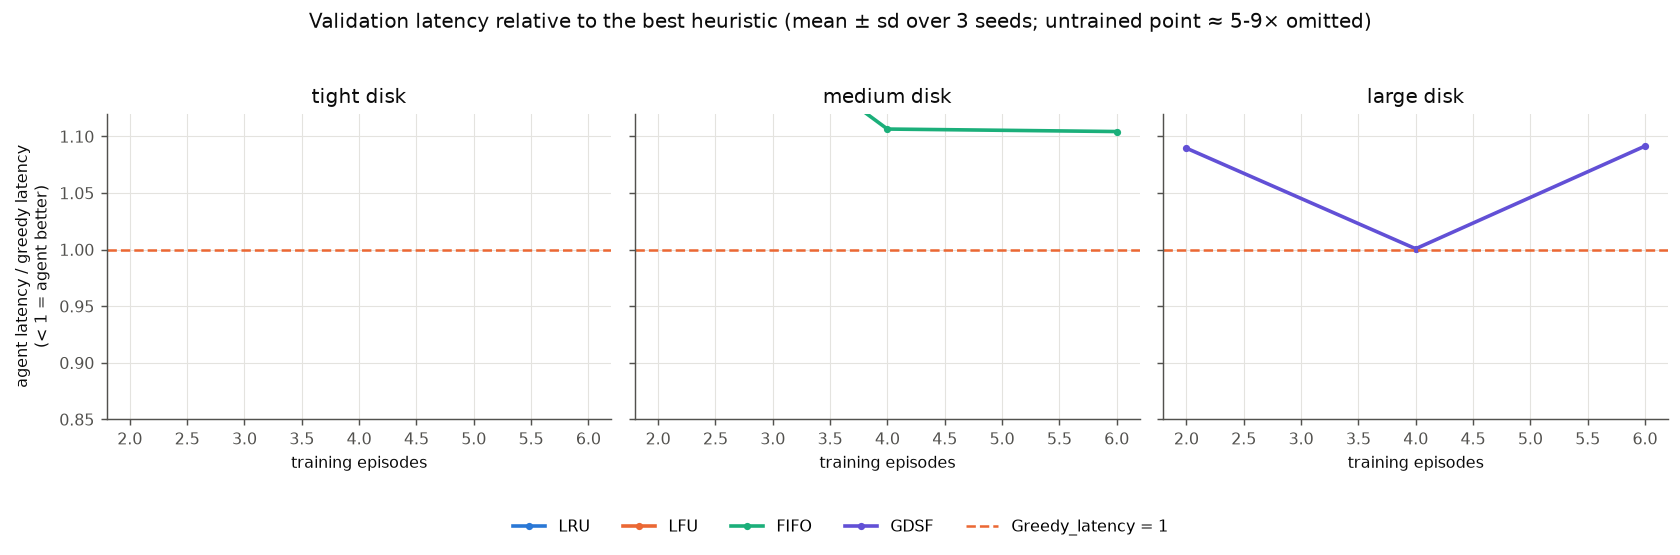 Validation latency relative to the best heuristic (mean ± sd over 3 seeds; untrained point ≈ 5-9× omitted)
tight disk
medium disk
large disk
agent latency / greedy latency
(< 1 = agent better)
1.10
1.05
1.00
0.95
0.90
0.85
2.0 2.5 3.0 3.5 4.0 4.5 5.0 5.5 6.0
2.0 2.5 3.0 3.5 4.0 4.5 5.0 5.5 6.0
2.0 2.5 3.0 3.5 4.0 4.5 5.0 5.5 6.0
training episodes
training episodes
training episodes
LRU LFU FIFO GDSF Greedy_latency = 1